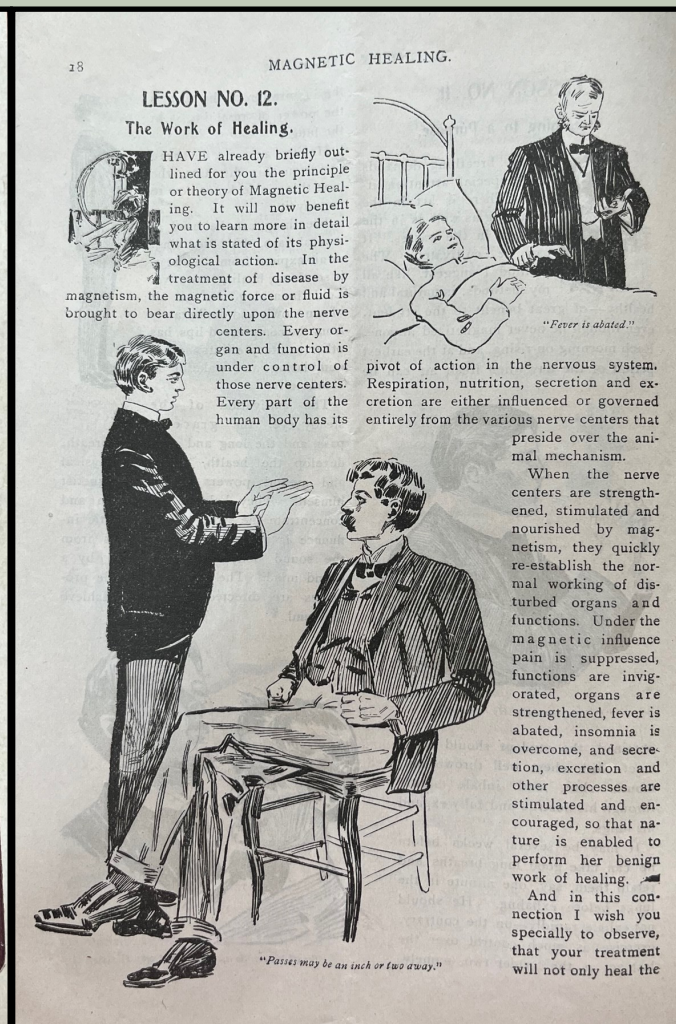 18
MAGNETIC HEALING.
LESSON NO. 12.
The Work of Healing.
I HAVE already briefly out-
lined for you the principle
or theory of Magnetic Heal-
ing. It will now benefit
you to learn more in detail
what is stated of its physi-
ological action. In the
treatment of disease by
magnetism, the magnetic force or fluid is
brought to bear directly upon the nerve
centers. Every or-
gan and function is
under control of
those nerve centers.
Every part of the
human body has its
"Fever is abated."
pivot of action in the nervous system.
Respiration, nutrition, secretion and ex-
cretion are either influenced or governed
entirely from the various nerve centers that
preside over the ani-
mal mechanism.
When the nerve
centers are strength-
ened, stimulated and
nourished by mag-
netism, they quickly
re-establish the nor-
mal working of dis-
turbed organs and
functions. Under the
magnetic influence
pain is suppressed,
functions are invig-
orated, organs are
strengthened, fever is
abated, insomnia is
overcome, and secre-
tion, excretion and
other processes are
stimulated and en-
couraged, so that na-
ture is enabled to
perform her benign
work of healing.
And in this con-
nection I wish you
specially to observe,
that your treatment
will not only heal the
"Passes may be an inch or two away."